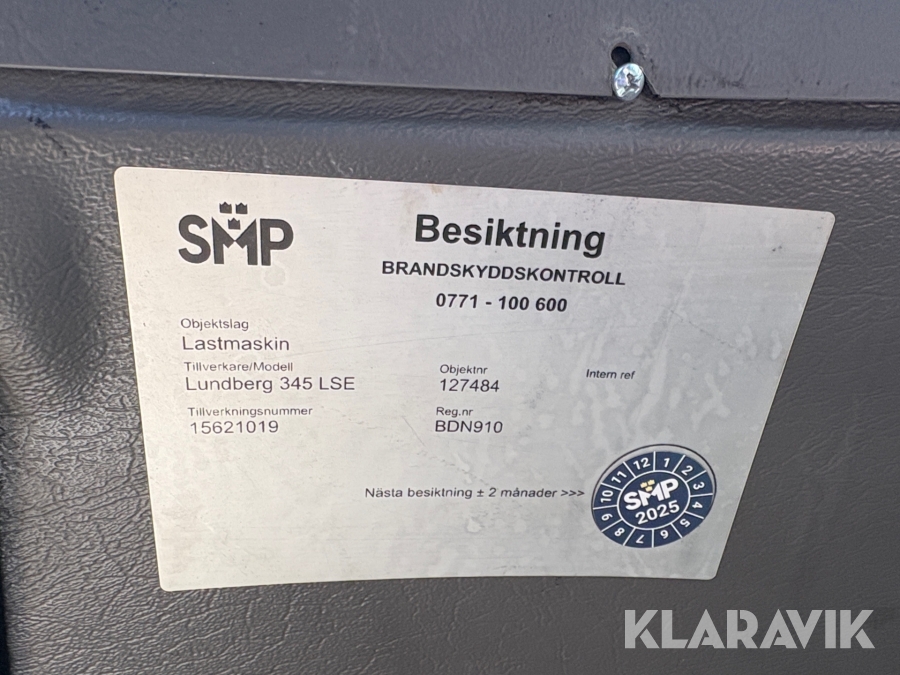 SMP
Besiktning
BRANDSKYDDSKONTROLL
0771 - 100 600
Objektslag
Lastmaskin
Tillverkare/Modell
Lundberg 345 LSE
Objektnr
127484
Intern ref
Tillverkningsnummer
15621019
Reg.nr
BDN910
Nästa besiktning ± 2 månader >>>
1 2 3 4 5 6 7 8 9 10 11 12
SMP
2025
KLARAVIK